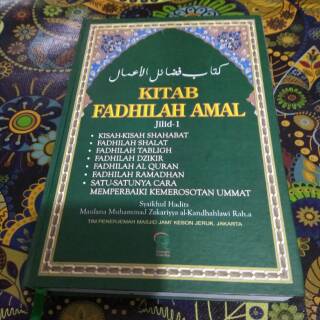 كتاب فضائل الأعمال
KITAB
FADHILAH AMAL
Jilid-1
• KISAH-KISAH SHAHABAT
• FADHILAH SHALAT
• FADHILAH TABLIGH
• FADHILAH DZIKIR
• FADHILAH AL QURAN
• FADHILAH RAMADHAN
• SATU-SATUNYA CARA
MEMPERBAIKI KEMEROSOTAN UMMAT
Syaikhul Hadits
Maulana Muhammad Zakariyya al-Kandhahlawi Rah.a
TIM PENERJEMAH MASJID JAMI' KEBON JERUK, JAKARTA